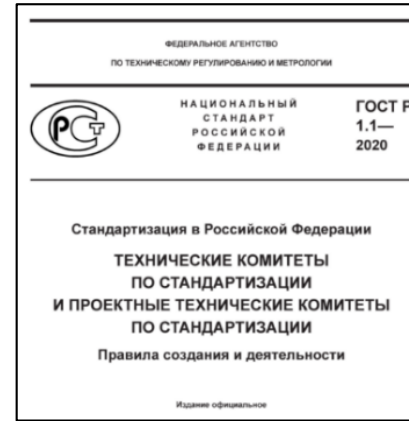 ФЕДЕРАЛЬНОЕ АГЕНТСТВО
ПО ТЕХНИЧЕСКОМУ РЕГУЛИРОВАНИЮ И МЕТРОЛОГИИ
НАЦИОНАЛЬНЫЙ
СТАНДАРТ
РОССИЙСКОЙ
ФЕДЕРАЦИИ
ГОСТ Р
1.1—
2020
РСТ
Стандартизация в Российской Федерации
ТЕХНИЧЕСКИЕ КОМИТЕТЫ
ПО СТАНДАРТИЗАЦИИ
И ПРОЕКТНЫЕ ТЕХНИЧЕСКИЕ КОМИТЕТЫ
ПО СТАНДАРТИЗАЦИИ
Правила создания и деятельности
Издание официальное